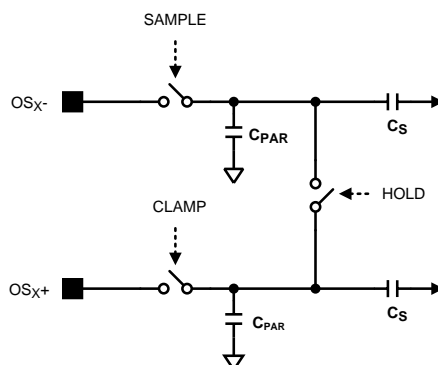 SAMPLE
OSX-
CPAR
CS
HOLD
CLAMP
OSX+
CPAR
CS